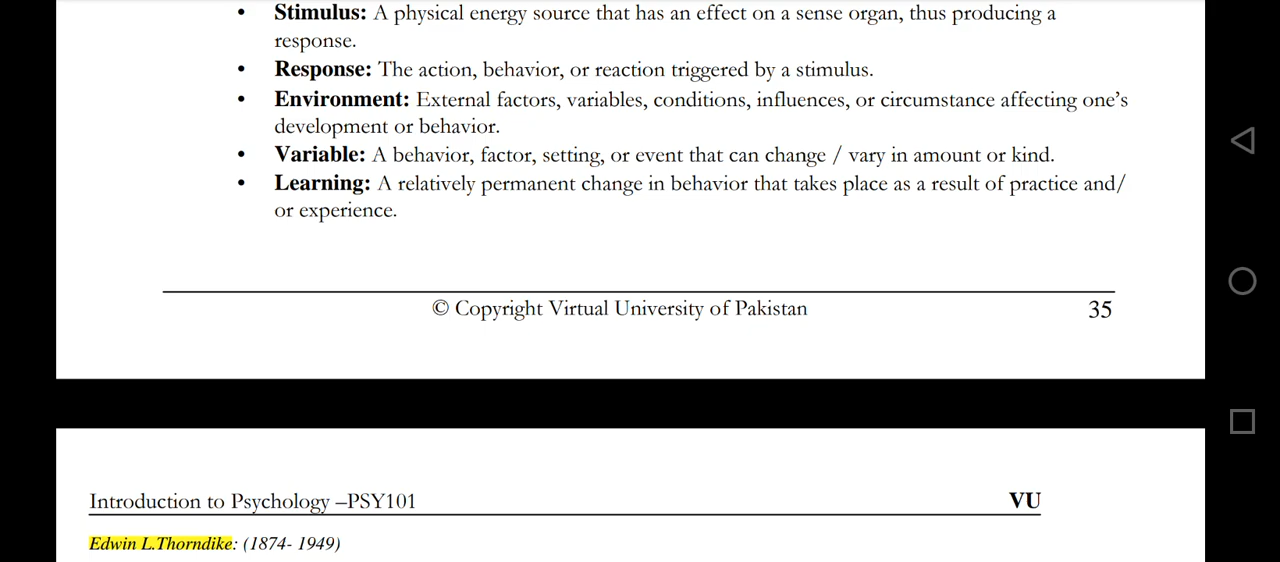 • Stimulus: A physical energy source that has an effect on a sense organ, thus producing a
response.
• Response: The action, behavior, or reaction triggered by a stimulus.
• Environment: External factors, variables, conditions, influences, or circumstance affecting one’s
development or behavior.
• Variable: A behavior, factor, setting, or event that can change / vary in amount or kind.
• Learning: A relatively permanent change in behavior that takes place as a result of practice and/
or experience.
© Copyright Virtual University of Pakistan 35
Introduction to Psychology –PSY101 VU
Edwin L.Thorndike: (1874- 1949)